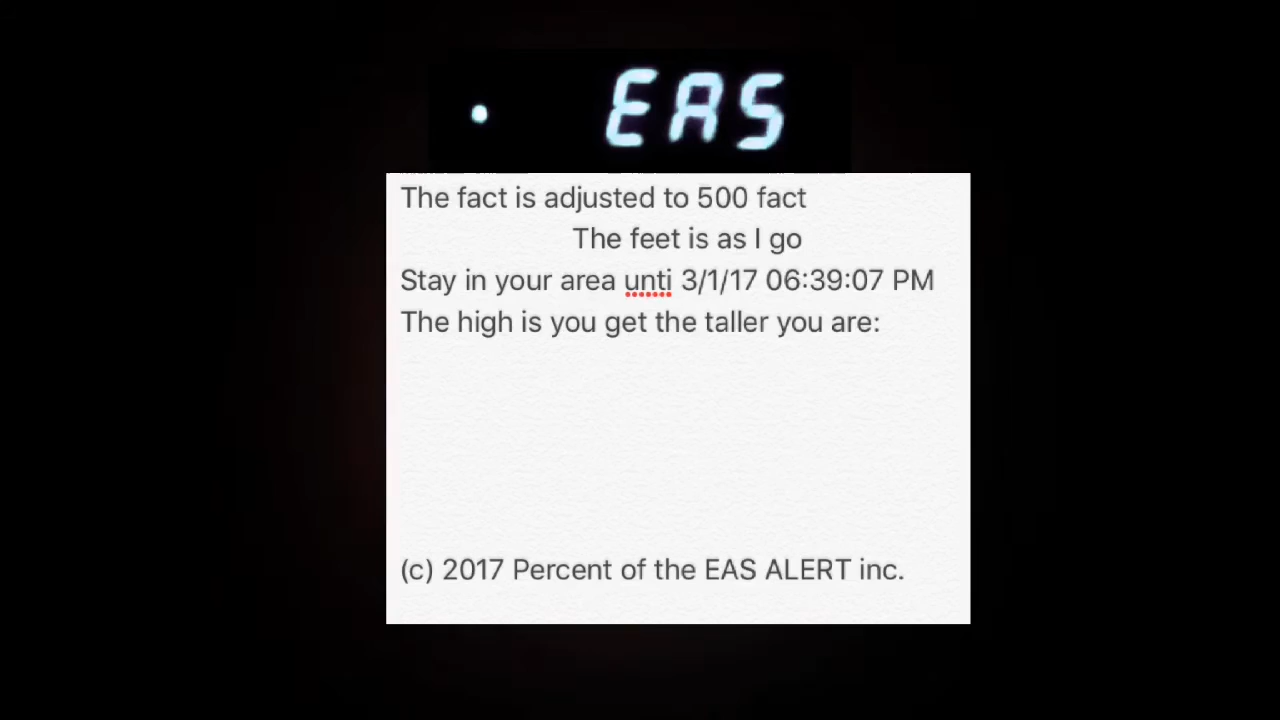 EAS
The fact is adjusted to 500 fact
The feet is as I go
Stay in your area unti 3/1/17 06:39:07 PM
The high is you get the taller you are:
(c) 2017 Percent of the EAS ALERT inc.